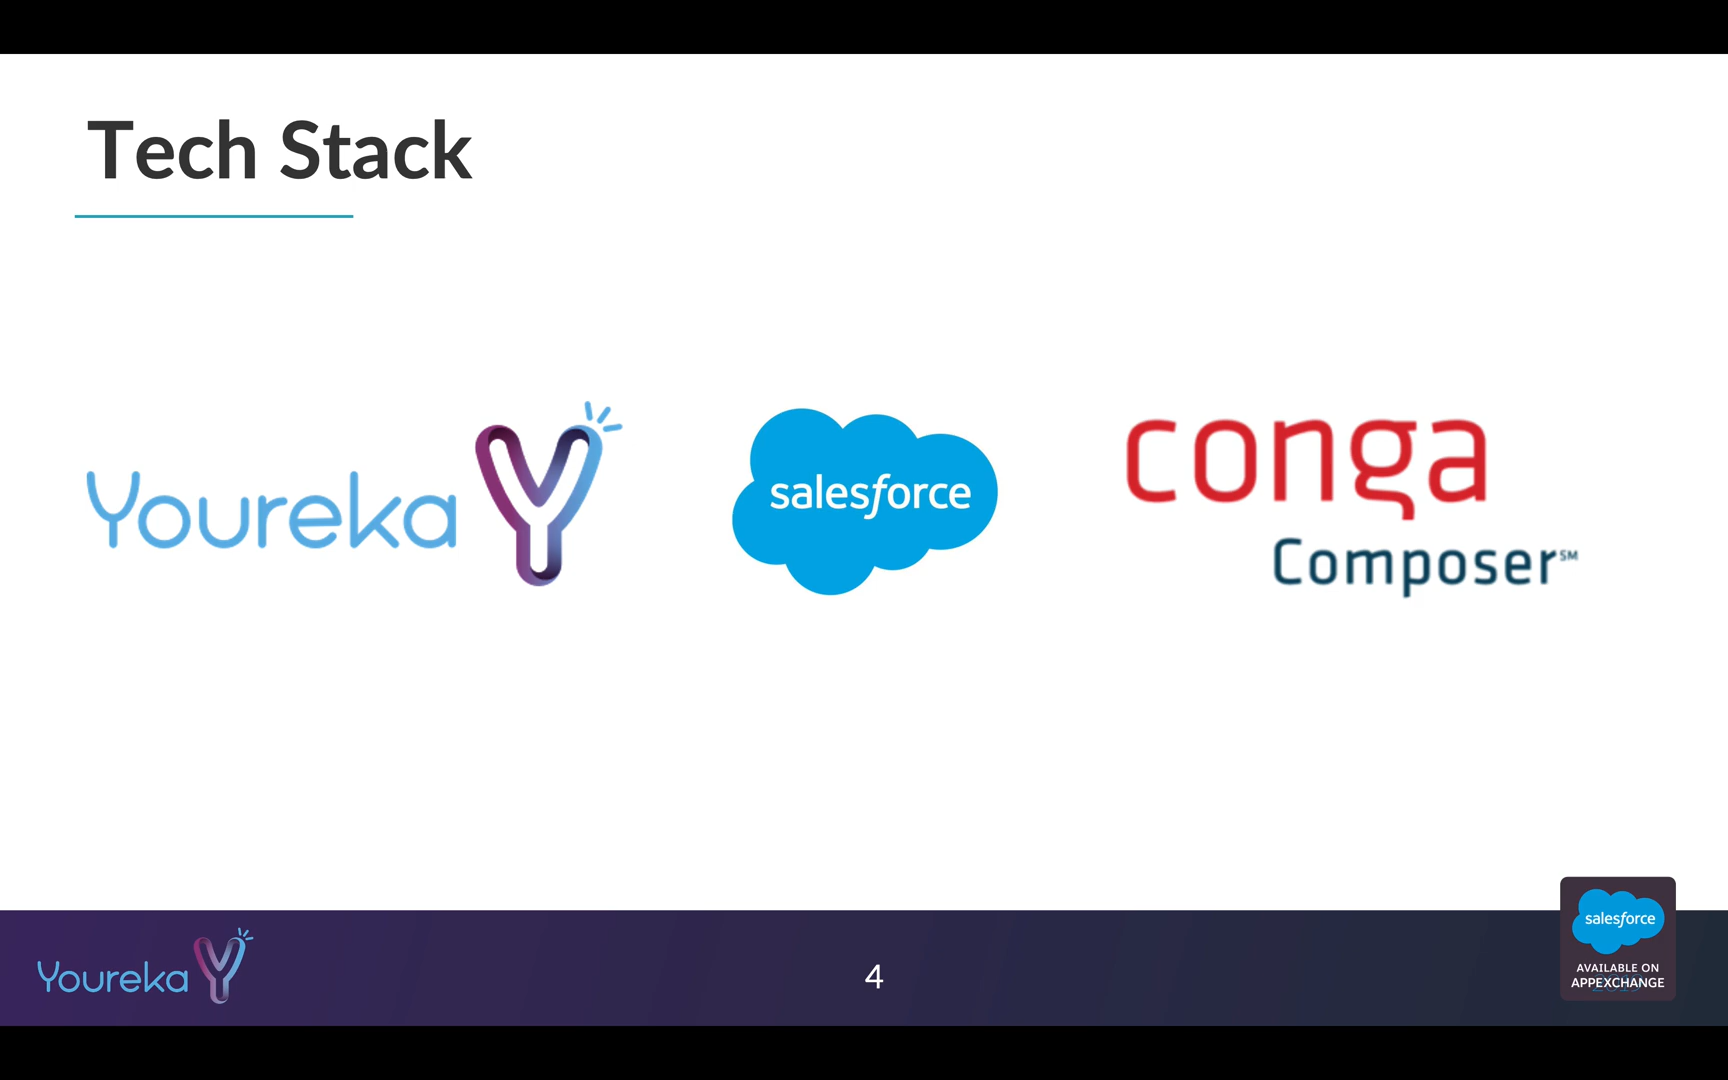 Tech Stack
Youreka
salesforce
conga
Composer℠
Youreka
4
salesforce
AVAILABLE ON
APPEXCHANGE